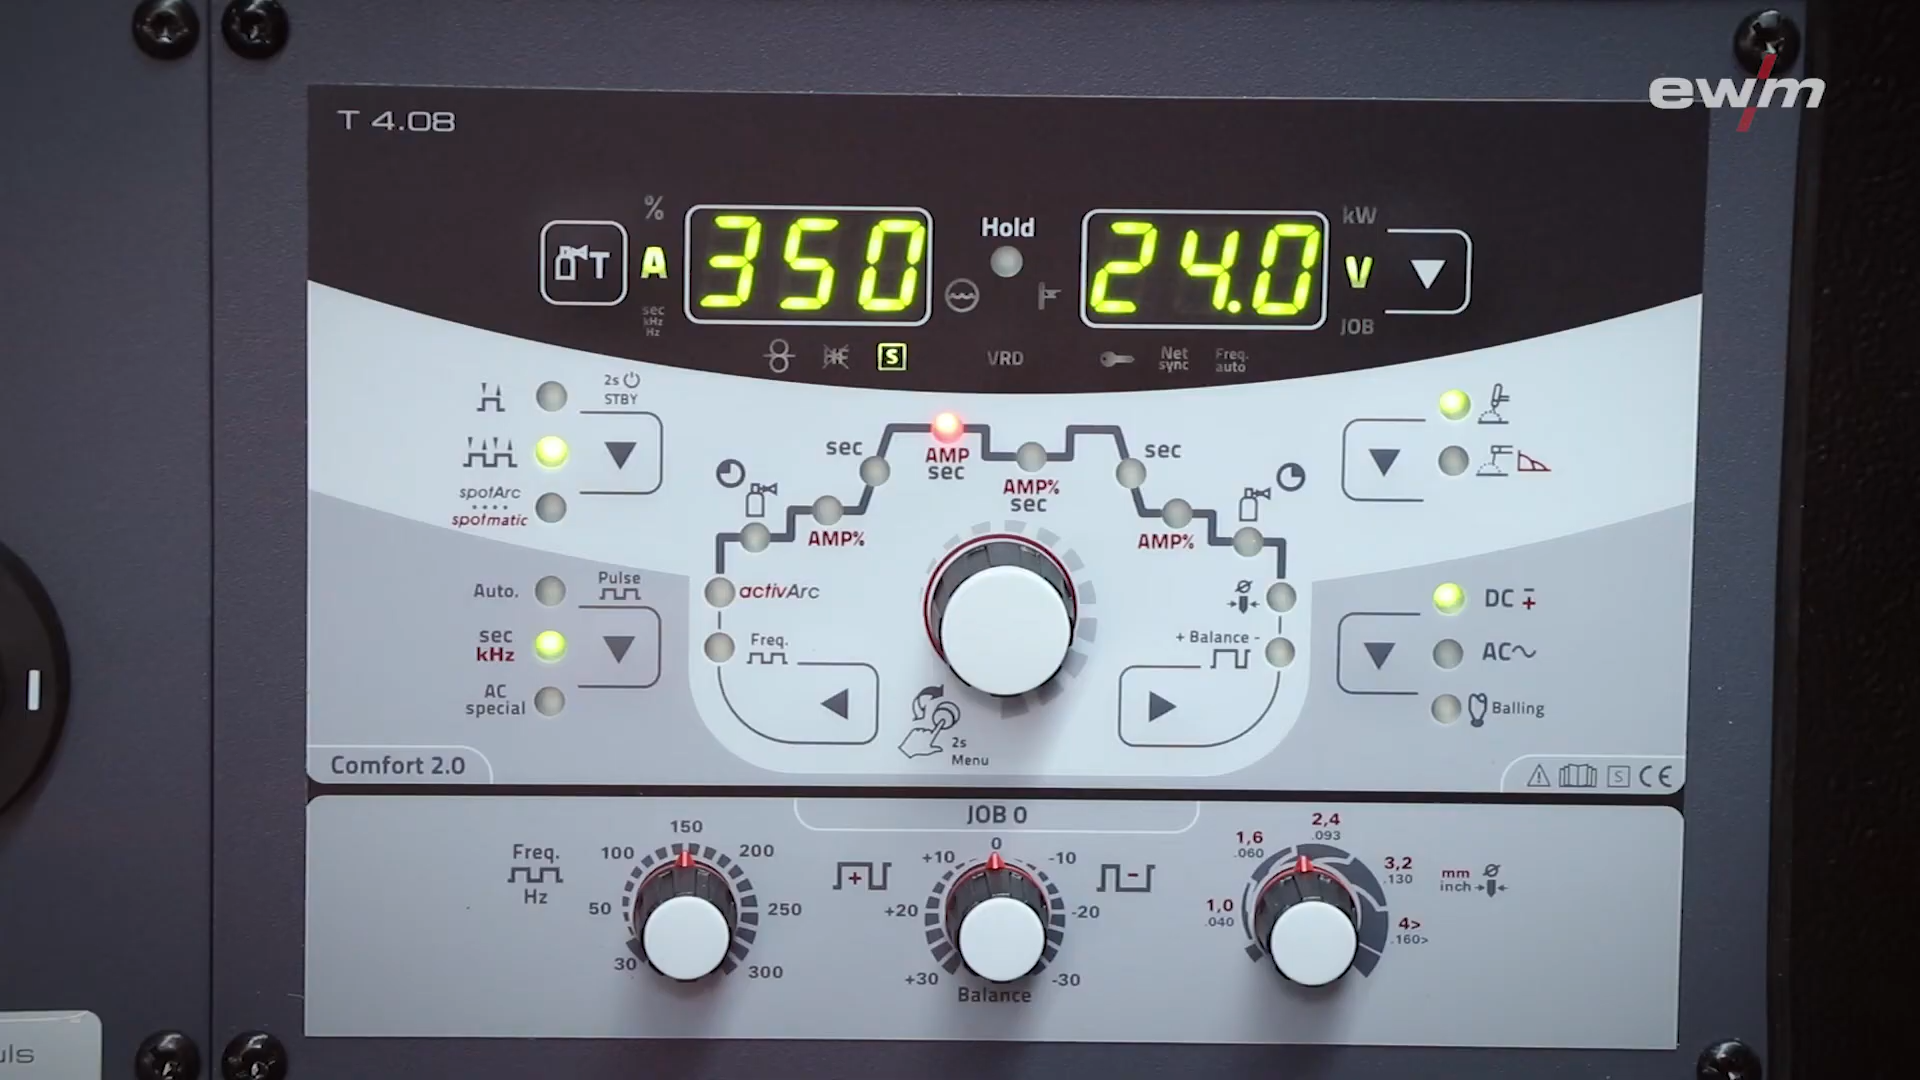 T 4.08
ewm
%
A
sec
kHz
Hz
350
Hold
24.0
kW
V
JOB
T
S
VRD
Net
sync
Freq.
auto
2s
STBY
spotArc
spotmatic
sec
AMP
sec
AMP%
sec
sec
AMP%
AMP%
Auto.
Pulse
sec
kHz
AC
special
activArc
Freq.
+ Balance -
DC
AC
Balling
2s
Menu
Comfort 2.0
S CE
JOB 0
Freq.
Hz
30
50
100
150
200
250
300
+30
+20
+10
0
-10
-20
-30
Balance
1,0
.040
1,6
.060
2,4
.093
3,2
.130
4>
.160>
mm
inch
uls